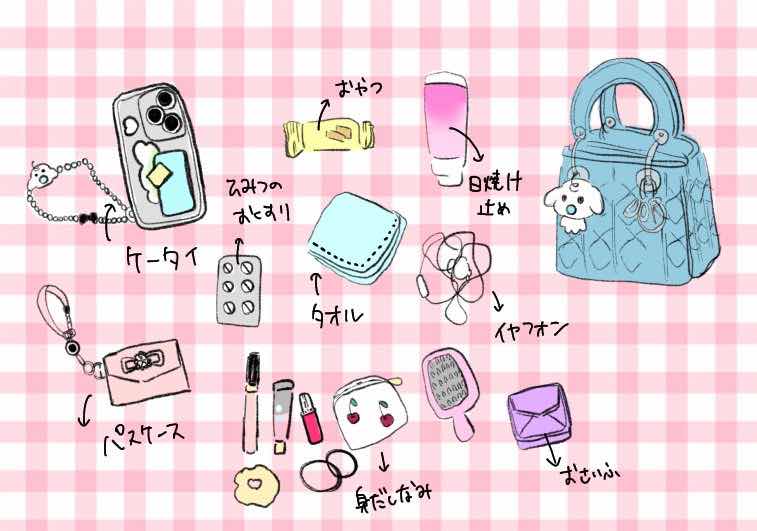 おやつ
ひみつの
おくすり
日焼け
止め
ケータイ
タオル
イヤフォン
パスケース
身だしなみ
おさいふ